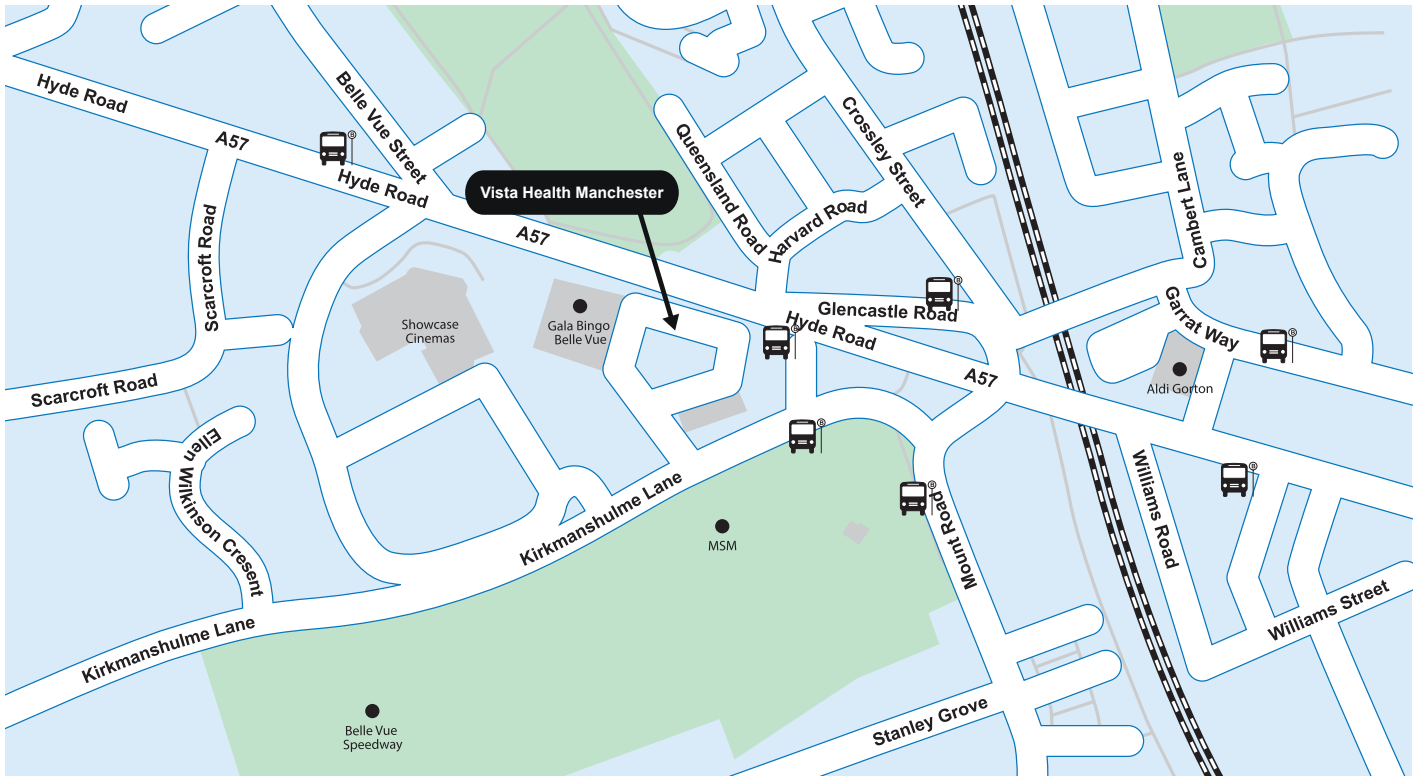 Hyde Road
A57
Belle Vue Street
Hyde Road
Vista Health Manchester
A57
Queensland Road
Harvard Road
Crossley Street
Cambert Lane
Scarcroft Road
Scarcroft Road
Showcase
Cinemas
Gala Bingo
Belle Vue
Glencastle Road
Hyde Road
A57
Garrat Way
Aldi Gorton
Ellen Wilkinson Cresent
Kirkmanshulme Lane
Kirkmanshulme Lane
MSM
Mount Road
Williams Road
Williams Street
Stanley Grove
Belle Vue
Speedway
B
B
B
B
B
B
B